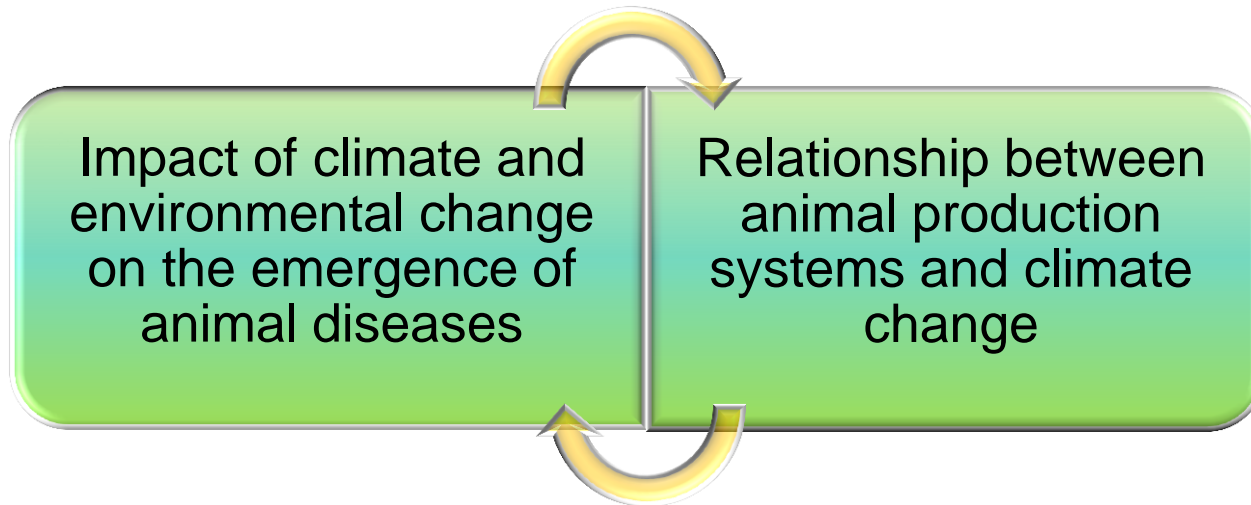 Impact of climate and
environmental change
on the emergence of
animal diseases
Relationship between
animal production
systems and climate
change